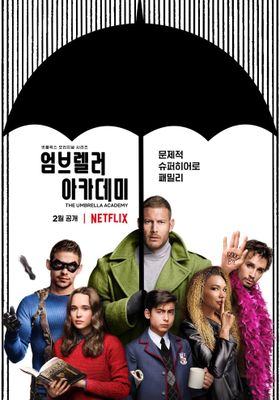 넷플릭스 오리지널 시리즈
엄브렐러
아카데미
THE UMBRELLA ACADEMY
2월 공개 | NETFLIX
문제적
슈퍼히어로
패밀리
GOOD
BYE